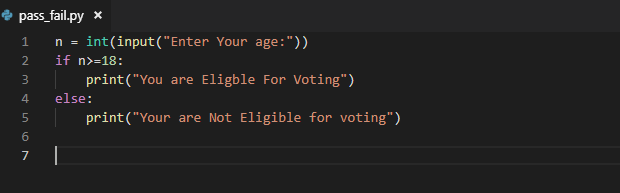 pass_fail.py ×
1 n = int(input("Enter Your age:"))
2 if n>=18:
3     print("You are Eligble For Voting")
4 else:
5     print("Your are Not Eligible for voting")
6
7